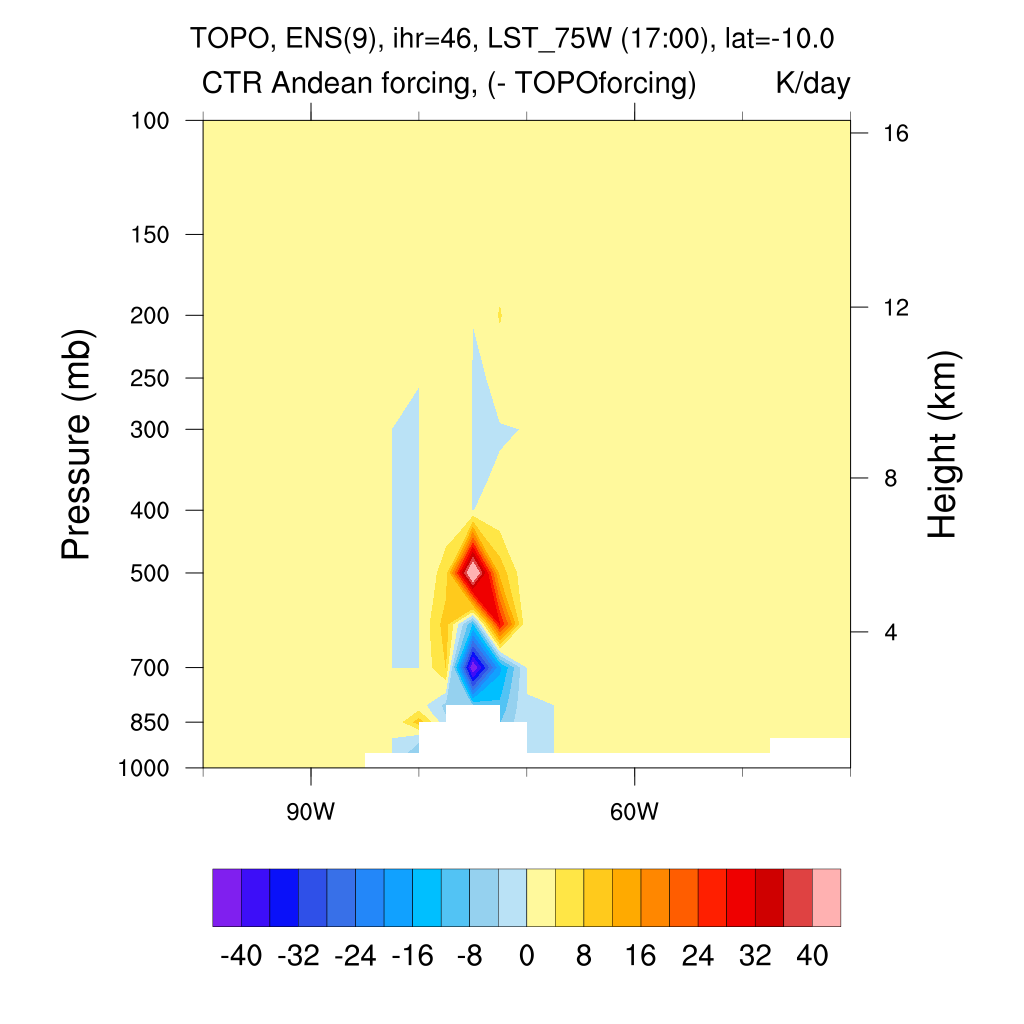 TOPO, ENS(9), ihr=46, LST_75W (17:00), lat=-10.0
CTR Andean forcing, (- TOPOforcing) K/day
Pressure (mb)
100
150
200
250
300
400
500
700
850
1000
16
12
8
4
Height (km)
90W 60W
-40 -32 -24 -16 -8 0 8 16 24 32 40